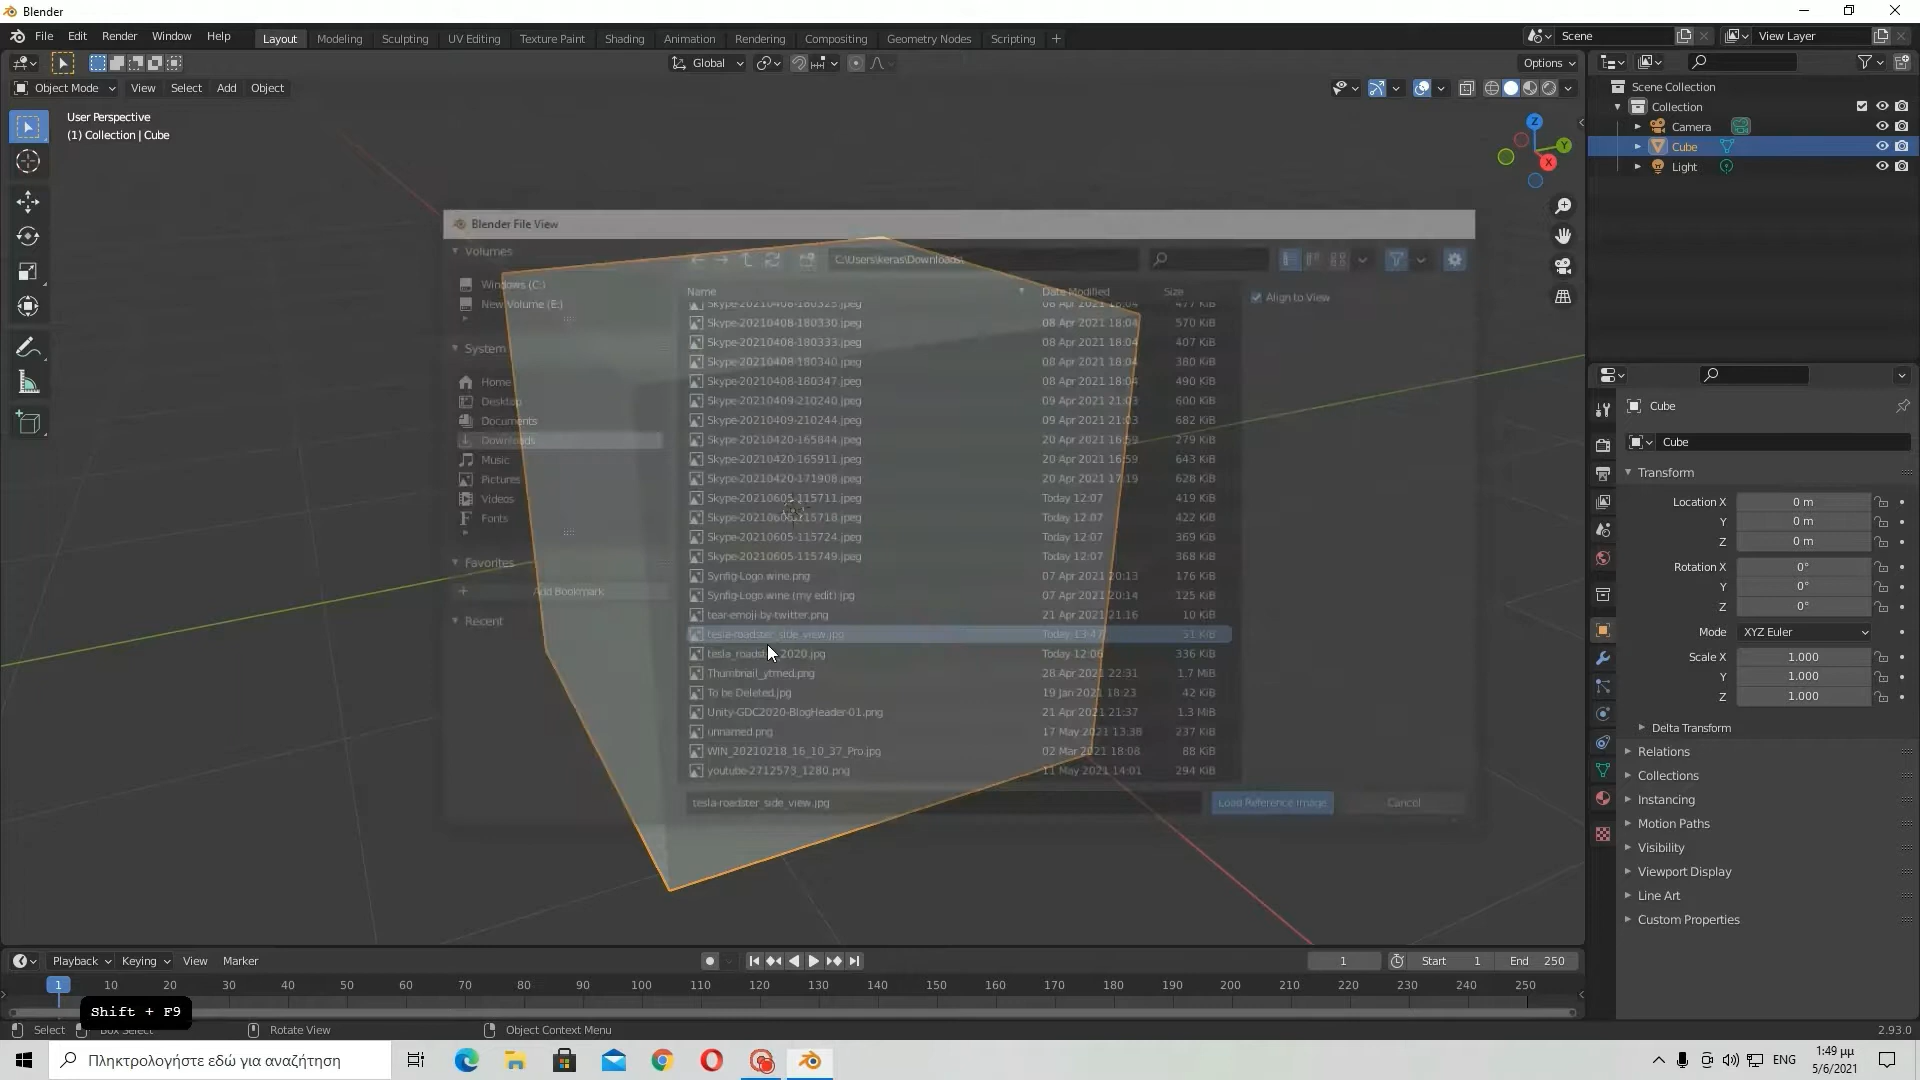 Blender
File Edit Render Window Help Layout Modeling Sculpting UV Editing Texture Paint Shading Animation Rendering Compositing Geometry Nodes Scripting + Scene View Layer
Global Options
Object Mode View Select Add Object
User Perspective
(1) Collection | Cube
Z
Y
X
Scene Collection
Collection
Camera
Cube
Light
Blender File View
Volumes
Windows (C:)
New Volume (E:)
System
Home
Desktop
Documents
Downloads
Music
Pictures
Videos
Fonts
Favorites
Add Bookmark
Recent
C:\Users\keras\Downloads\
Name Date Modified Size
Align to View
Skype-20210408-180325.jpeg 08 Apr 2021 18:04 477 KiB
Skype-20210408-180330.jpeg 08 Apr 2021 18:04 570 KiB
Skype-20210408-180333.jpeg 08 Apr 2021 18:04 407 KiB
Skype-20210408-180340.jpeg 08 Apr 2021 18:04 380 KiB
Skype-20210408-180347.jpeg 08 Apr 2021 18:04 490 KiB
Skype-20210409-210240.jpeg 09 Apr 2021 21:03 600 KiB
Skype-20210409-210244.jpeg 09 Apr 2021 21:03 682 KiB
Skype-20210420-165844.jpeg 20 Apr 2021 16:59 279 KiB
Skype-20210420-165911.jpeg 20 Apr 2021 16:59 643 KiB
Skype-20210420-171908.jpeg 20 Apr 2021 17:19 628 KiB
Skype-20210605-115711.jpeg Today 12:07 419 KiB
Skype-20210605-115718.jpeg Today 12:07 422 KiB
Skype-20210605-115724.jpeg Today 12:07 369 KiB
Skype-20210605-115749.jpeg Today 12:07 368 KiB
Synfig-Logo.wine.png 07 Apr 2021 20:13 176 KiB
Synfig-Logo.wine (my edit).jpg 07 Apr 2021 20:14 125 KiB
tear-emoji-by-twitter.png 21 Apr 2021 21:16 10 KiB
tesla-roadster_side_view.jpg Today 13:47 51 KiB
tesla_roadster_2020.jpg Today 12:06 336 KiB
Thumbnail_ytmed.png 28 Apr 2021 22:31 1.7 MiB
To be Deleted.jpg 19 Jan 2021 18:23 42 KiB
Unity-GDC2020-BlogHeader-01.png 21 Apr 2021 21:37 1.3 MiB
unnamed.png 17 May 2021 13:38 237 KiB
WIN_20210218_16_10_37_Pro.jpg 02 Mar 2021 18:08 88 KiB
youtube-2712573_1280.png 11 May 2021 14:01 294 KiB
tesla-roadster_side_view.jpg Load Reference Image Cancel
Cube
Cube
Transform
Location X 0 m
Y 0 m
Z 0 m
Rotation X 0°
Y 0°
Z 0°
Mode XYZ Euler
Scale X 1.000
Y 1.000
Z 1.000
Delta Transform
Relations
Collections
Instancing
Motion Paths
Visibility
Viewport Display
Line Art
Custom Properties
Playback Keying View Marker 1 Start 1 End 250
1 10 20 30 40 50 60 70 80 90 100 110 120 130 140 150 160 170 180 190 200 210 220 230 240 250
Shift + F9
Select Box Select Rotate View Object Context Menu 2.93.0
Πληκτρολογήστε εδώ για αναζήτηση
ENG
1:49 μμ
5/6/2021